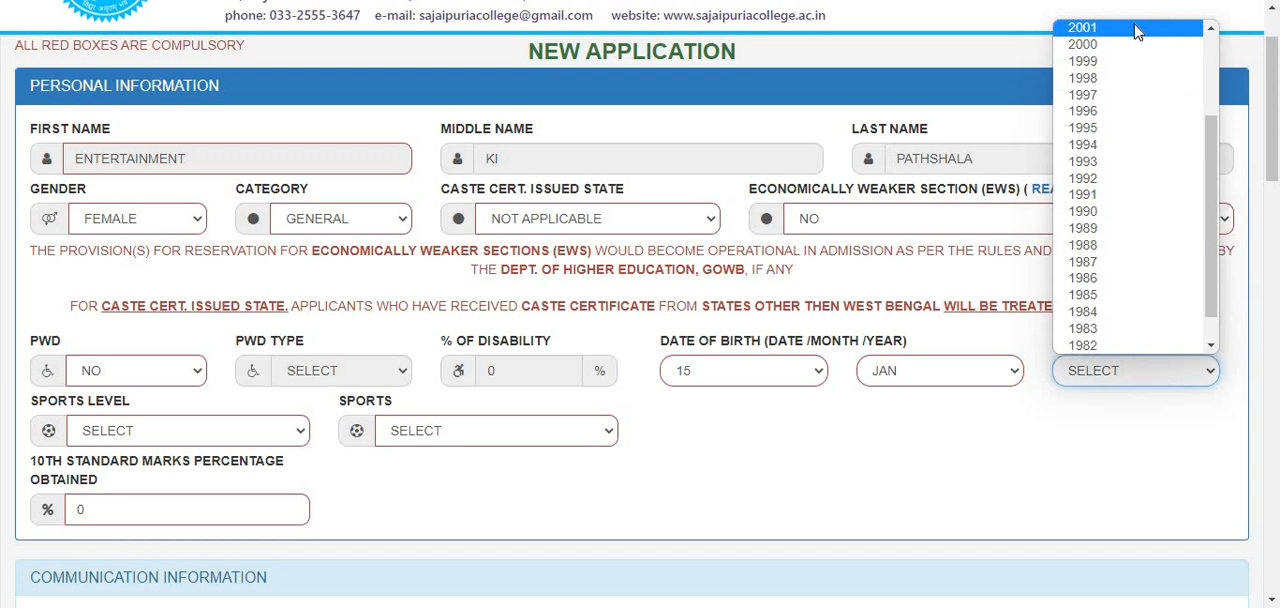 phone: 033-2555-3647 e-mail: sajaipuriacollege@gmail.com website: www.sajaipuriacollege.ac.in
ALL RED BOXES ARE COMPULSORY
NEW APPLICATION
PERSONAL INFORMATION
FIRST NAME MIDDLE NAME LAST NAME
ENTERTAINMENT KI PATHSHALA
GENDER CATEGORY CASTE CERT. ISSUED STATE ECONOMICALLY WEAKER SECTION (EWS) ( REA
FEMALE GENERAL NOT APPLICABLE NO
THE PROVISION(S) FOR RESERVATION FOR ECONOMICALLY WEAKER SECTIONS (EWS) WOULD BECOME OPERATIONAL IN ADMISSION AS PER THE RULES AND BY
THE DEPT. OF HIGHER EDUCATION, GOWB, IF ANY
FOR CASTE CERT. ISSUED STATE. APPLICANTS WHO HAVE RECEIVED CASTE CERTIFICATE FROM STATES OTHER THEN WEST BENGAL WILL BE TREATE
PWD PWD TYPE % OF DISABILITY DATE OF BIRTH (DATE /MONTH /YEAR)
NO SELECT 0 % 15 JAN SELECT
2001
2000
1999
1998
1997
1996
1995
1994
1993
1992
1991
1990
1989
1988
1987
1986
1985
1984
1983
1982
SPORTS LEVEL SPORTS
SELECT SELECT
10TH STANDARD MARKS PERCENTAGE
OBTAINED
% 0
COMMUNICATION INFORMATION